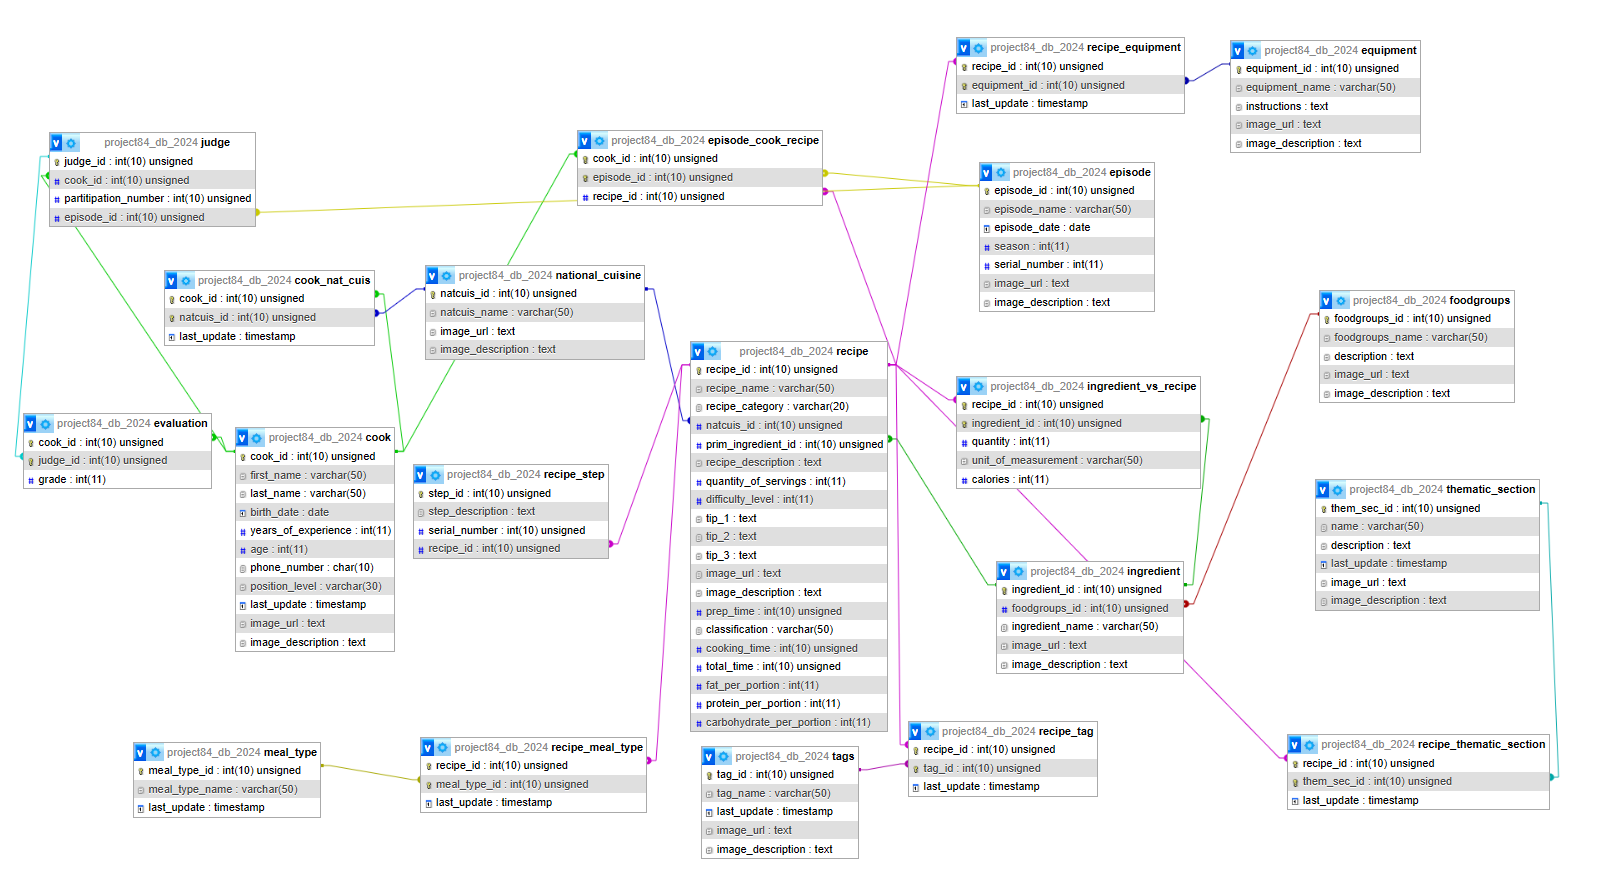 project84_db_2024 recipe_equipment
recipe_id : int(10) unsigned
equipment_id : int(10) unsigned
last_update : timestamp
project84_db_2024 equipment
equipment_id : int(10) unsigned
equipment_name : varchar(50)
instructions : text
image_url : text
image_description : text
project84_db_2024 judge
judge_id : int(10) unsigned
cook_id : int(10) unsigned
partitipation_number : int(10) unsigned
episode_id : int(10) unsigned
project84_db_2024 episode_cook_recipe
cook_id : int(10) unsigned
episode_id : int(10) unsigned
recipe_id : int(10) unsigned
project84_db_2024 episode
episode_id : int(10) unsigned
episode_name : varchar(50)
episode_date : date
season : int(11)
serial_number : int(11)
image_url : text
image_description : text
project84_db_2024 cook_nat_cuis
cook_id : int(10) unsigned
natcuis_id : int(10) unsigned
last_update : timestamp
project84_db_2024 national_cuisine
natcuis_id : int(10) unsigned
natcuis_name : varchar(50)
image_url : text
image_description : text
project84_db_2024 foodgroups
foodgroups_id : int(10) unsigned
foodgroups_name : varchar(50)
description : text
image_url : text
image_description : text
project84_db_2024 recipe
recipe_id : int(10) unsigned
recipe_name : varchar(50)
recipe_category : varchar(20)
natcuis_id : int(10) unsigned
prim_ingredient_id : int(10) unsigned
recipe_description : text
quantity_of_servings : int(11)
difficulty_level : int(11)
tip_1 : text
tip_2 : text
tip_3 : text
image_url : text
image_description : text
prep_time : int(10) unsigned
classification : varchar(50)
cooking_time : int(10) unsigned
total_time : int(10) unsigned
fat_per_portion : int(11)
protein_per_portion : int(11)
carbohydrate_per_portion : int(11)
project84_db_2024 ingredient_vs_recipe
recipe_id : int(10) unsigned
ingredient_id : int(10) unsigned
quantity : int(11)
unit_of_measurement : varchar(50)
calories : int(11)
project84_db_2024 evaluation
cook_id : int(10) unsigned
judge_id : int(10) unsigned
grade : int(11)
project84_db_2024 cook
cook_id : int(10) unsigned
first_name : varchar(50)
last_name : varchar(50)
birth_date : date
years_of_experience : int(11)
age : int(11)
phone_number : char(10)
position_level : varchar(30)
last_update : timestamp
image_url : text
image_description : text
project84_db_2024 recipe_step
step_id : int(10) unsigned
step_description : text
serial_number : int(10) unsigned
recipe_id : int(10) unsigned
project84_db_2024 thematic_section
them_sec_id : int(10) unsigned
name : varchar(50)
description : text
last_update : timestamp
image_url : text
image_description : text
project84_db_2024 ingredient
ingredient_id : int(10) unsigned
foodgroups_id : int(10) unsigned
ingredient_name : varchar(50)
image_url : text
image_description : text
project84_db_2024 meal_type
meal_type_id : int(10) unsigned
meal_type_name : varchar(50)
last_update : timestamp
project84_db_2024 recipe_meal_type
recipe_id : int(10) unsigned
meal_type_id : int(10) unsigned
last_update : timestamp
project84_db_2024 tags
tag_id : int(10) unsigned
tag_name : varchar(50)
last_update : timestamp
image_url : text
image_description : text
project84_db_2024 recipe_tag
recipe_id : int(10) unsigned
tag_id : int(10) unsigned
last_update : timestamp
project84_db_2024 recipe_thematic_section
recipe_id : int(10) unsigned
them_sec_id : int(10) unsigned
last_update : timestamp